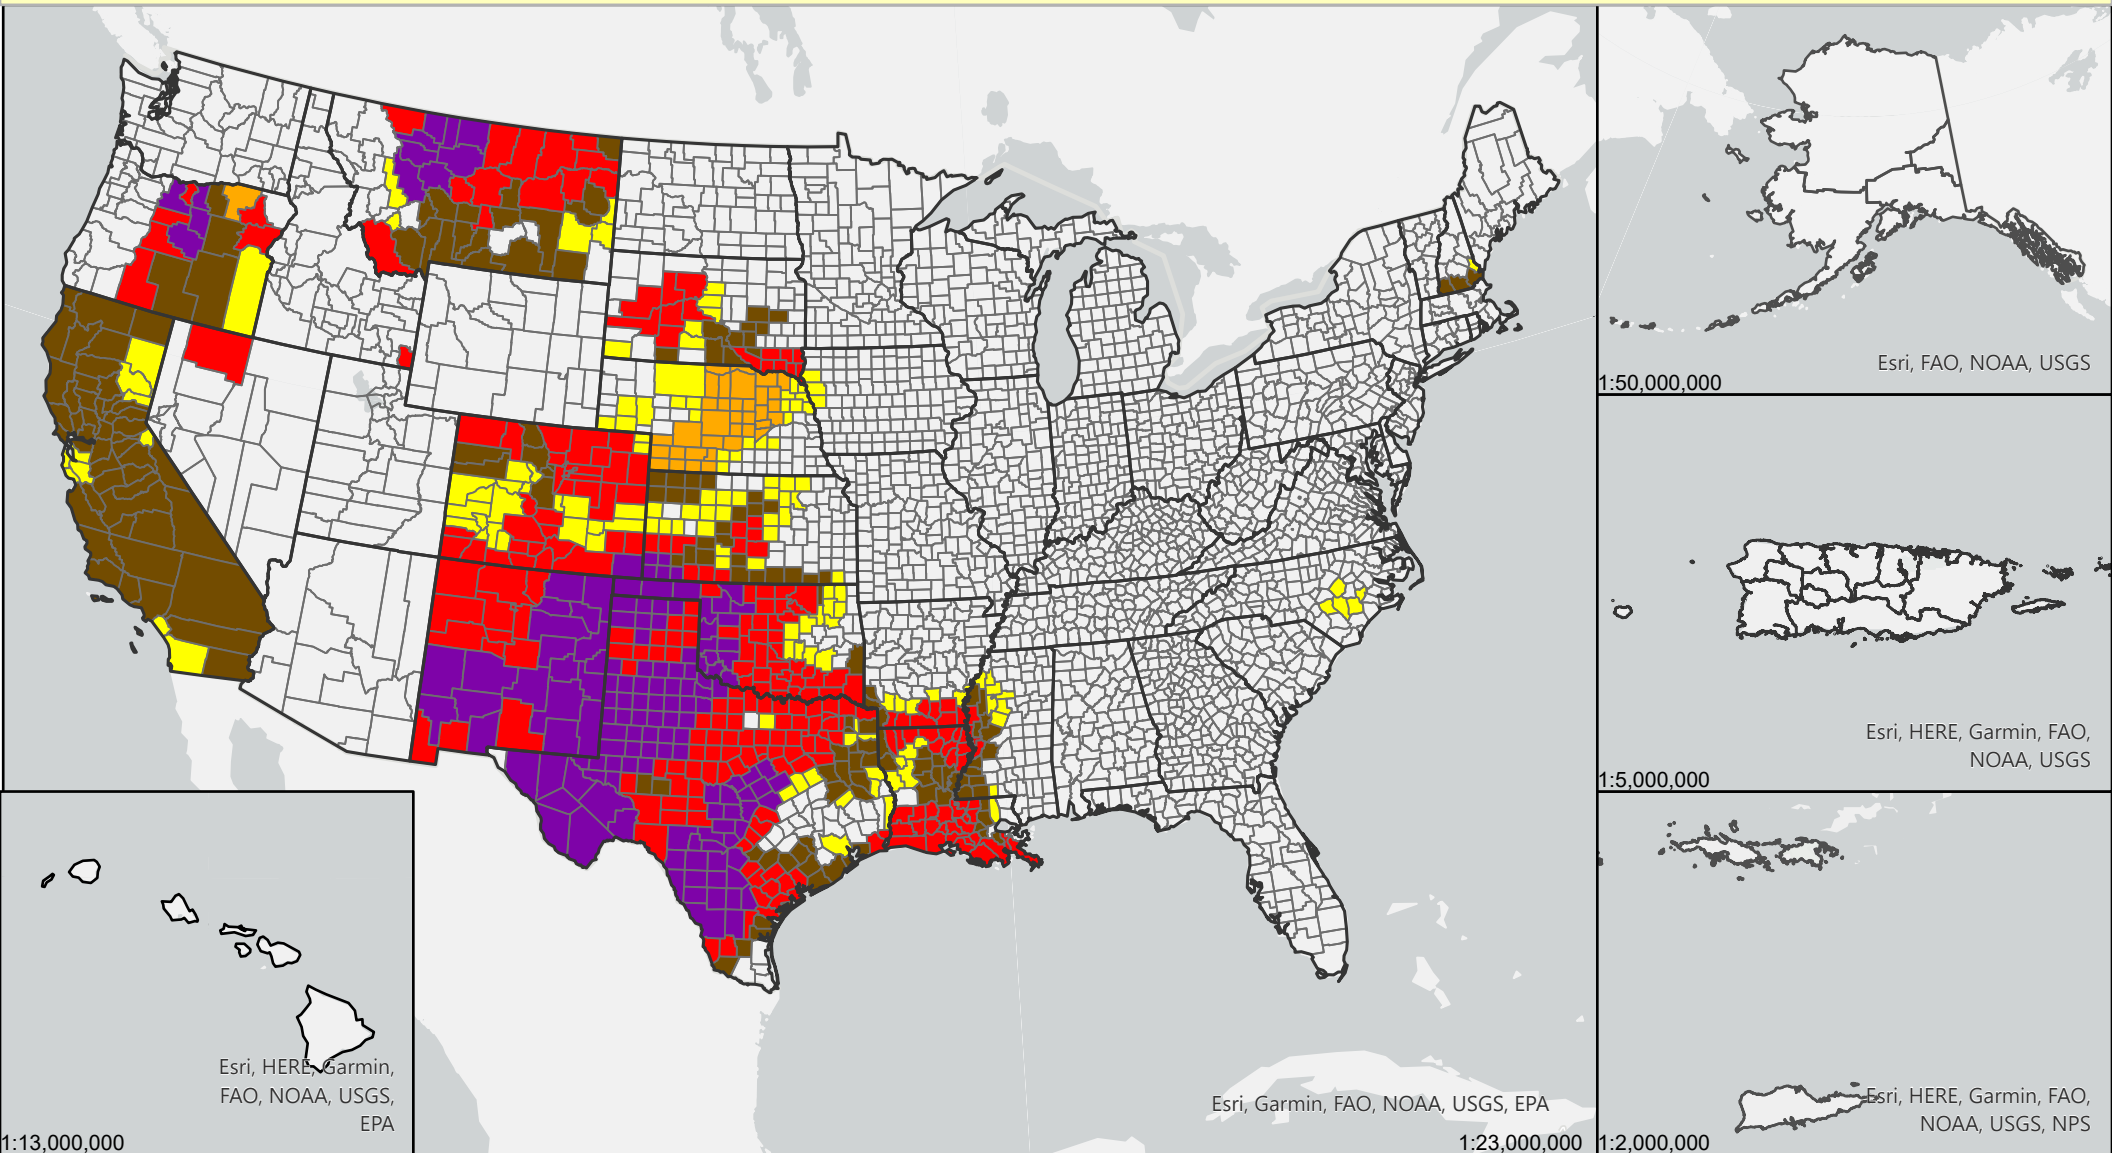 Esri, FAO, NOAA, USGS
1:50,000,000
Esri, HERE, Garmin, FAO,
NOAA, USGS
1:5,000,000
Esri, HERE, Garmin,
FAO, NOAA, USGS,
EPA
1:13,000,000
Esri, Garmin, FAO, NOAA, USGS, EPA
1:23,000,000
Esri, HERE, Garmin, FAO,
NOAA, USGS, NPS
1:2,000,000